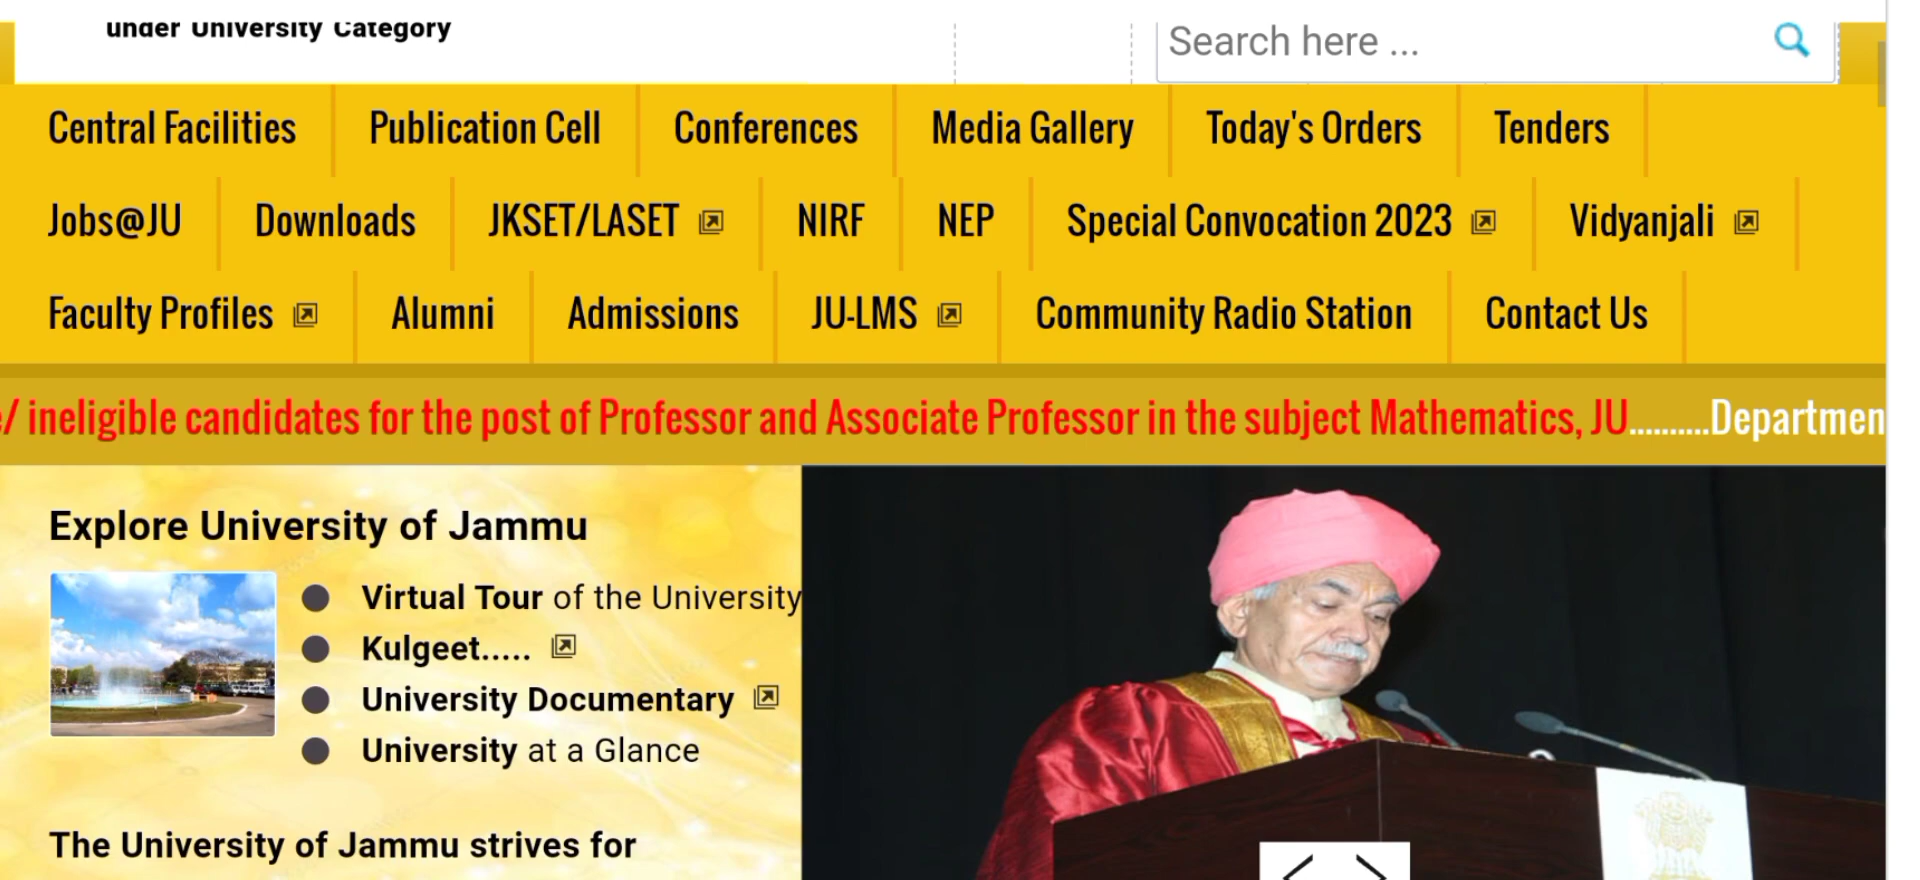 under University Category
Search here ...
Central Facilities Publication Cell Conferences Media Gallery Today's Orders Tenders
Jobs@JU Downloads JKSET/LASET NIRF NEP Special Convocation 2023 Vidyanjali
Faculty Profiles Alumni Admissions JU-LMS Community Radio Station Contact Us
/ ineligible candidates for the post of Professor and Associate Professor in the subject Mathematics, JU..........Departmen
Explore University of Jammu
Virtual Tour of the University
Kulgeet.....
University Documentary
University at a Glance
The University of Jammu strives for